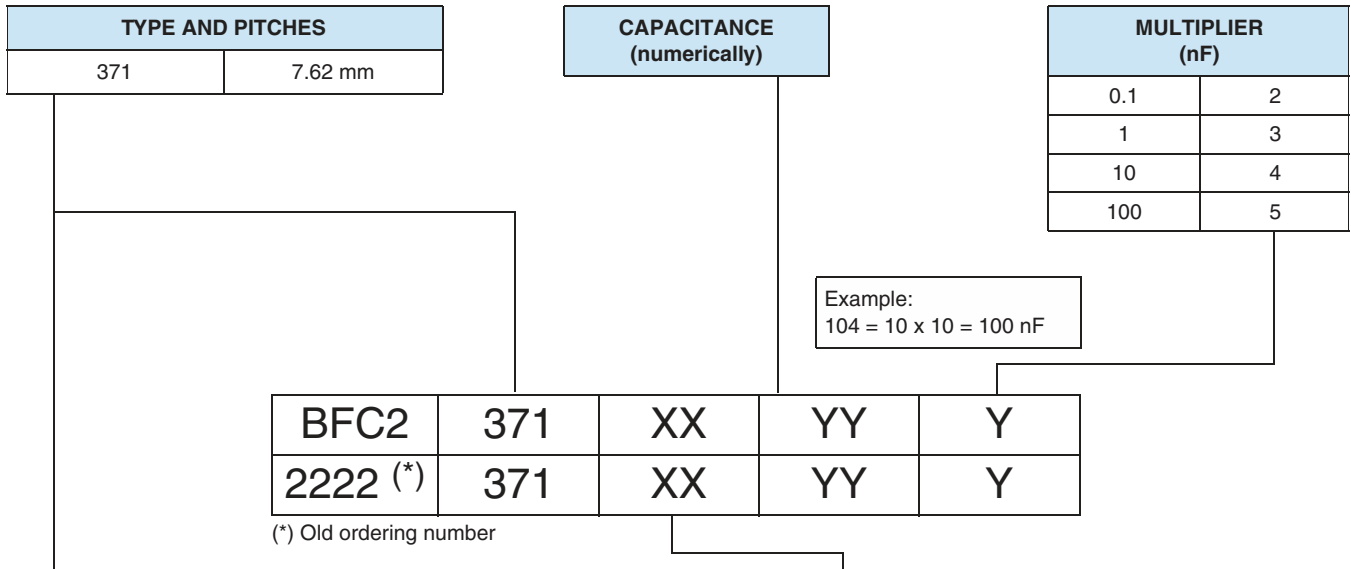 TYPE AND PITCHES
371 7.62 mm
CAPACITANCE
(numerically)
MULTIPLIER
(nF)
0.1 2
1 3
10 4
100 5
Example:
104 = 10 x 10 = 100 nF
BFC2 371 XX YY Y
2222 (*) 371 XX YY Y
(*) Old ordering number